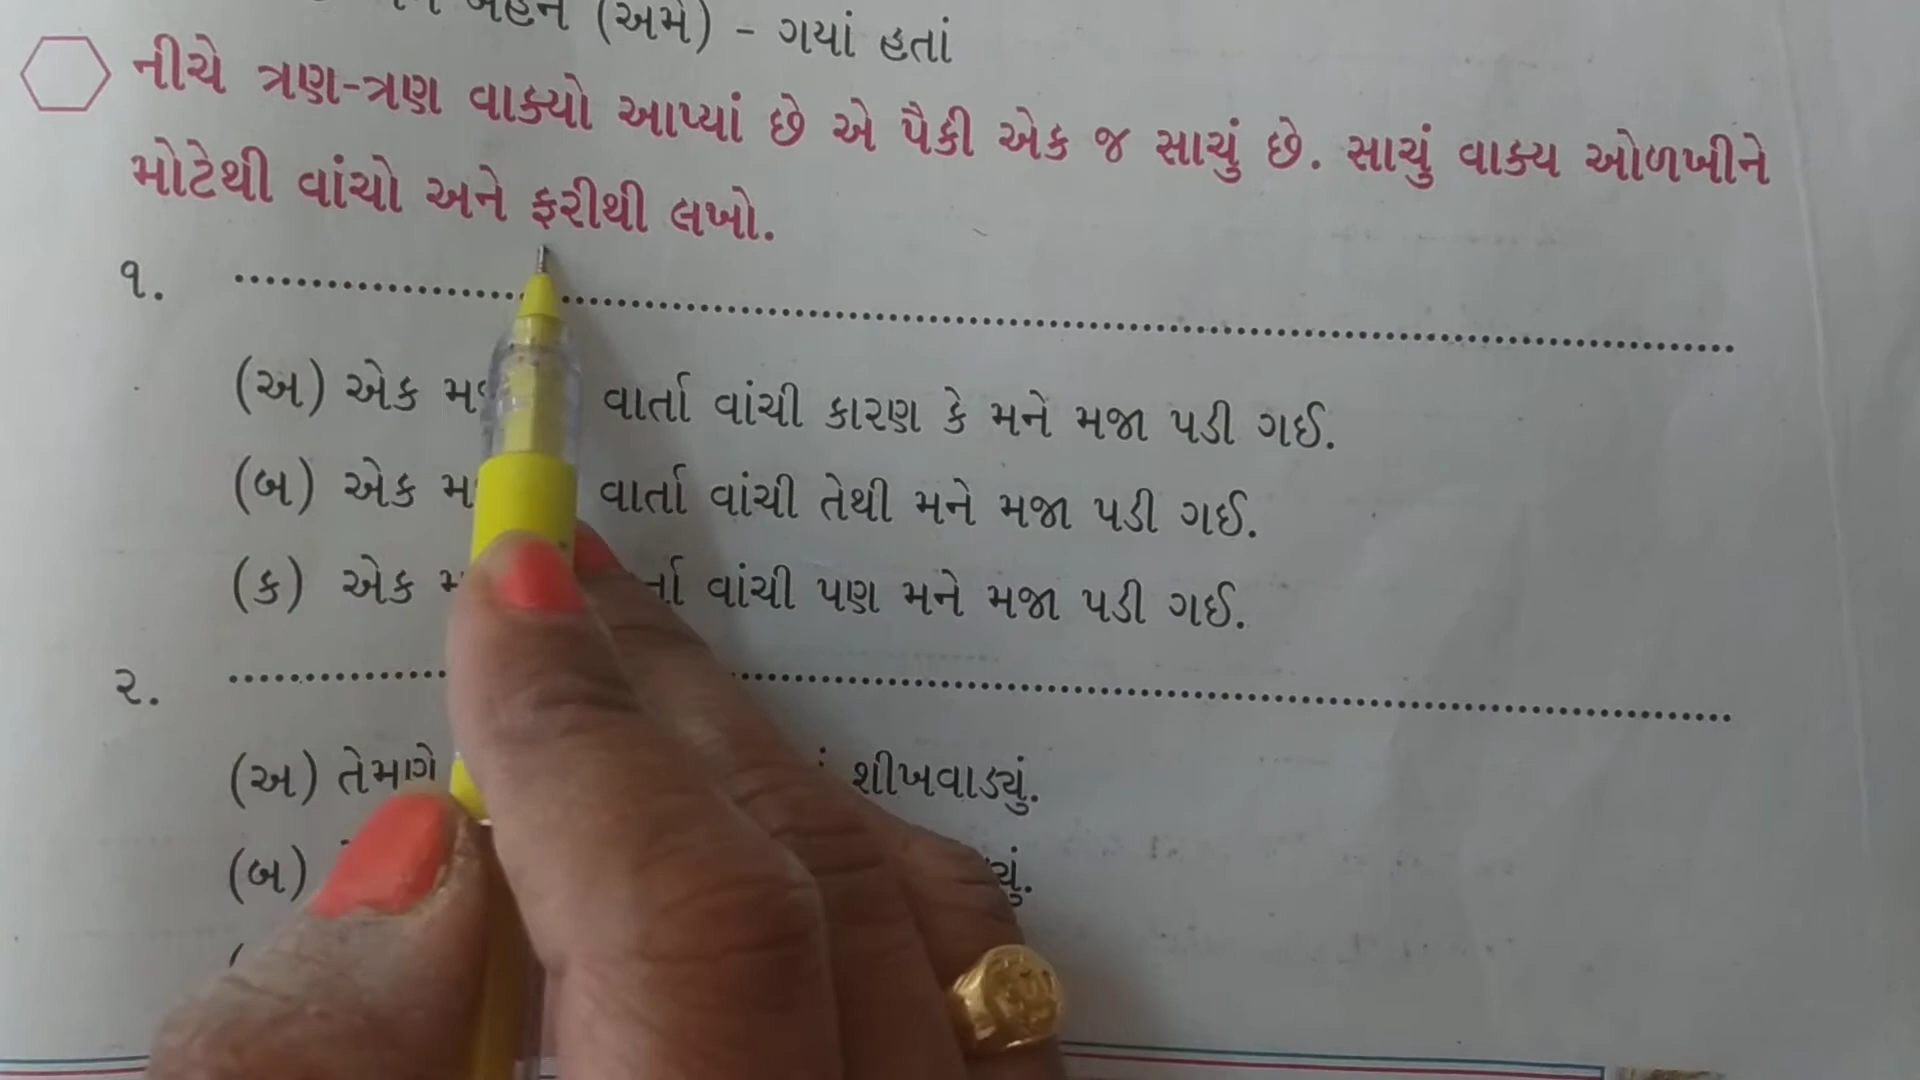 (અમે) - ગયાં હતાં
નીચે ત્રણ-ત્રણ વાક્યો આપ્યાં છે એ પૈકી એક જ સાચું છે. સાચું વાક્ય ઓળખીને
મોટેથી વાંચો અને ફરીથી લખો.
૧.
(અ) એક વાર્તા વાંચી કારણ કે મને મજા પડી ગઈ.
(બ) એક વાર્તા વાંચી તેથી મને મજા પડી ગઈ.
(ક) એક વાંચી પણ મને મજા પડી ગઈ.
૨.
(અ) તેમણે શીખવાડ્યું.
(બ)